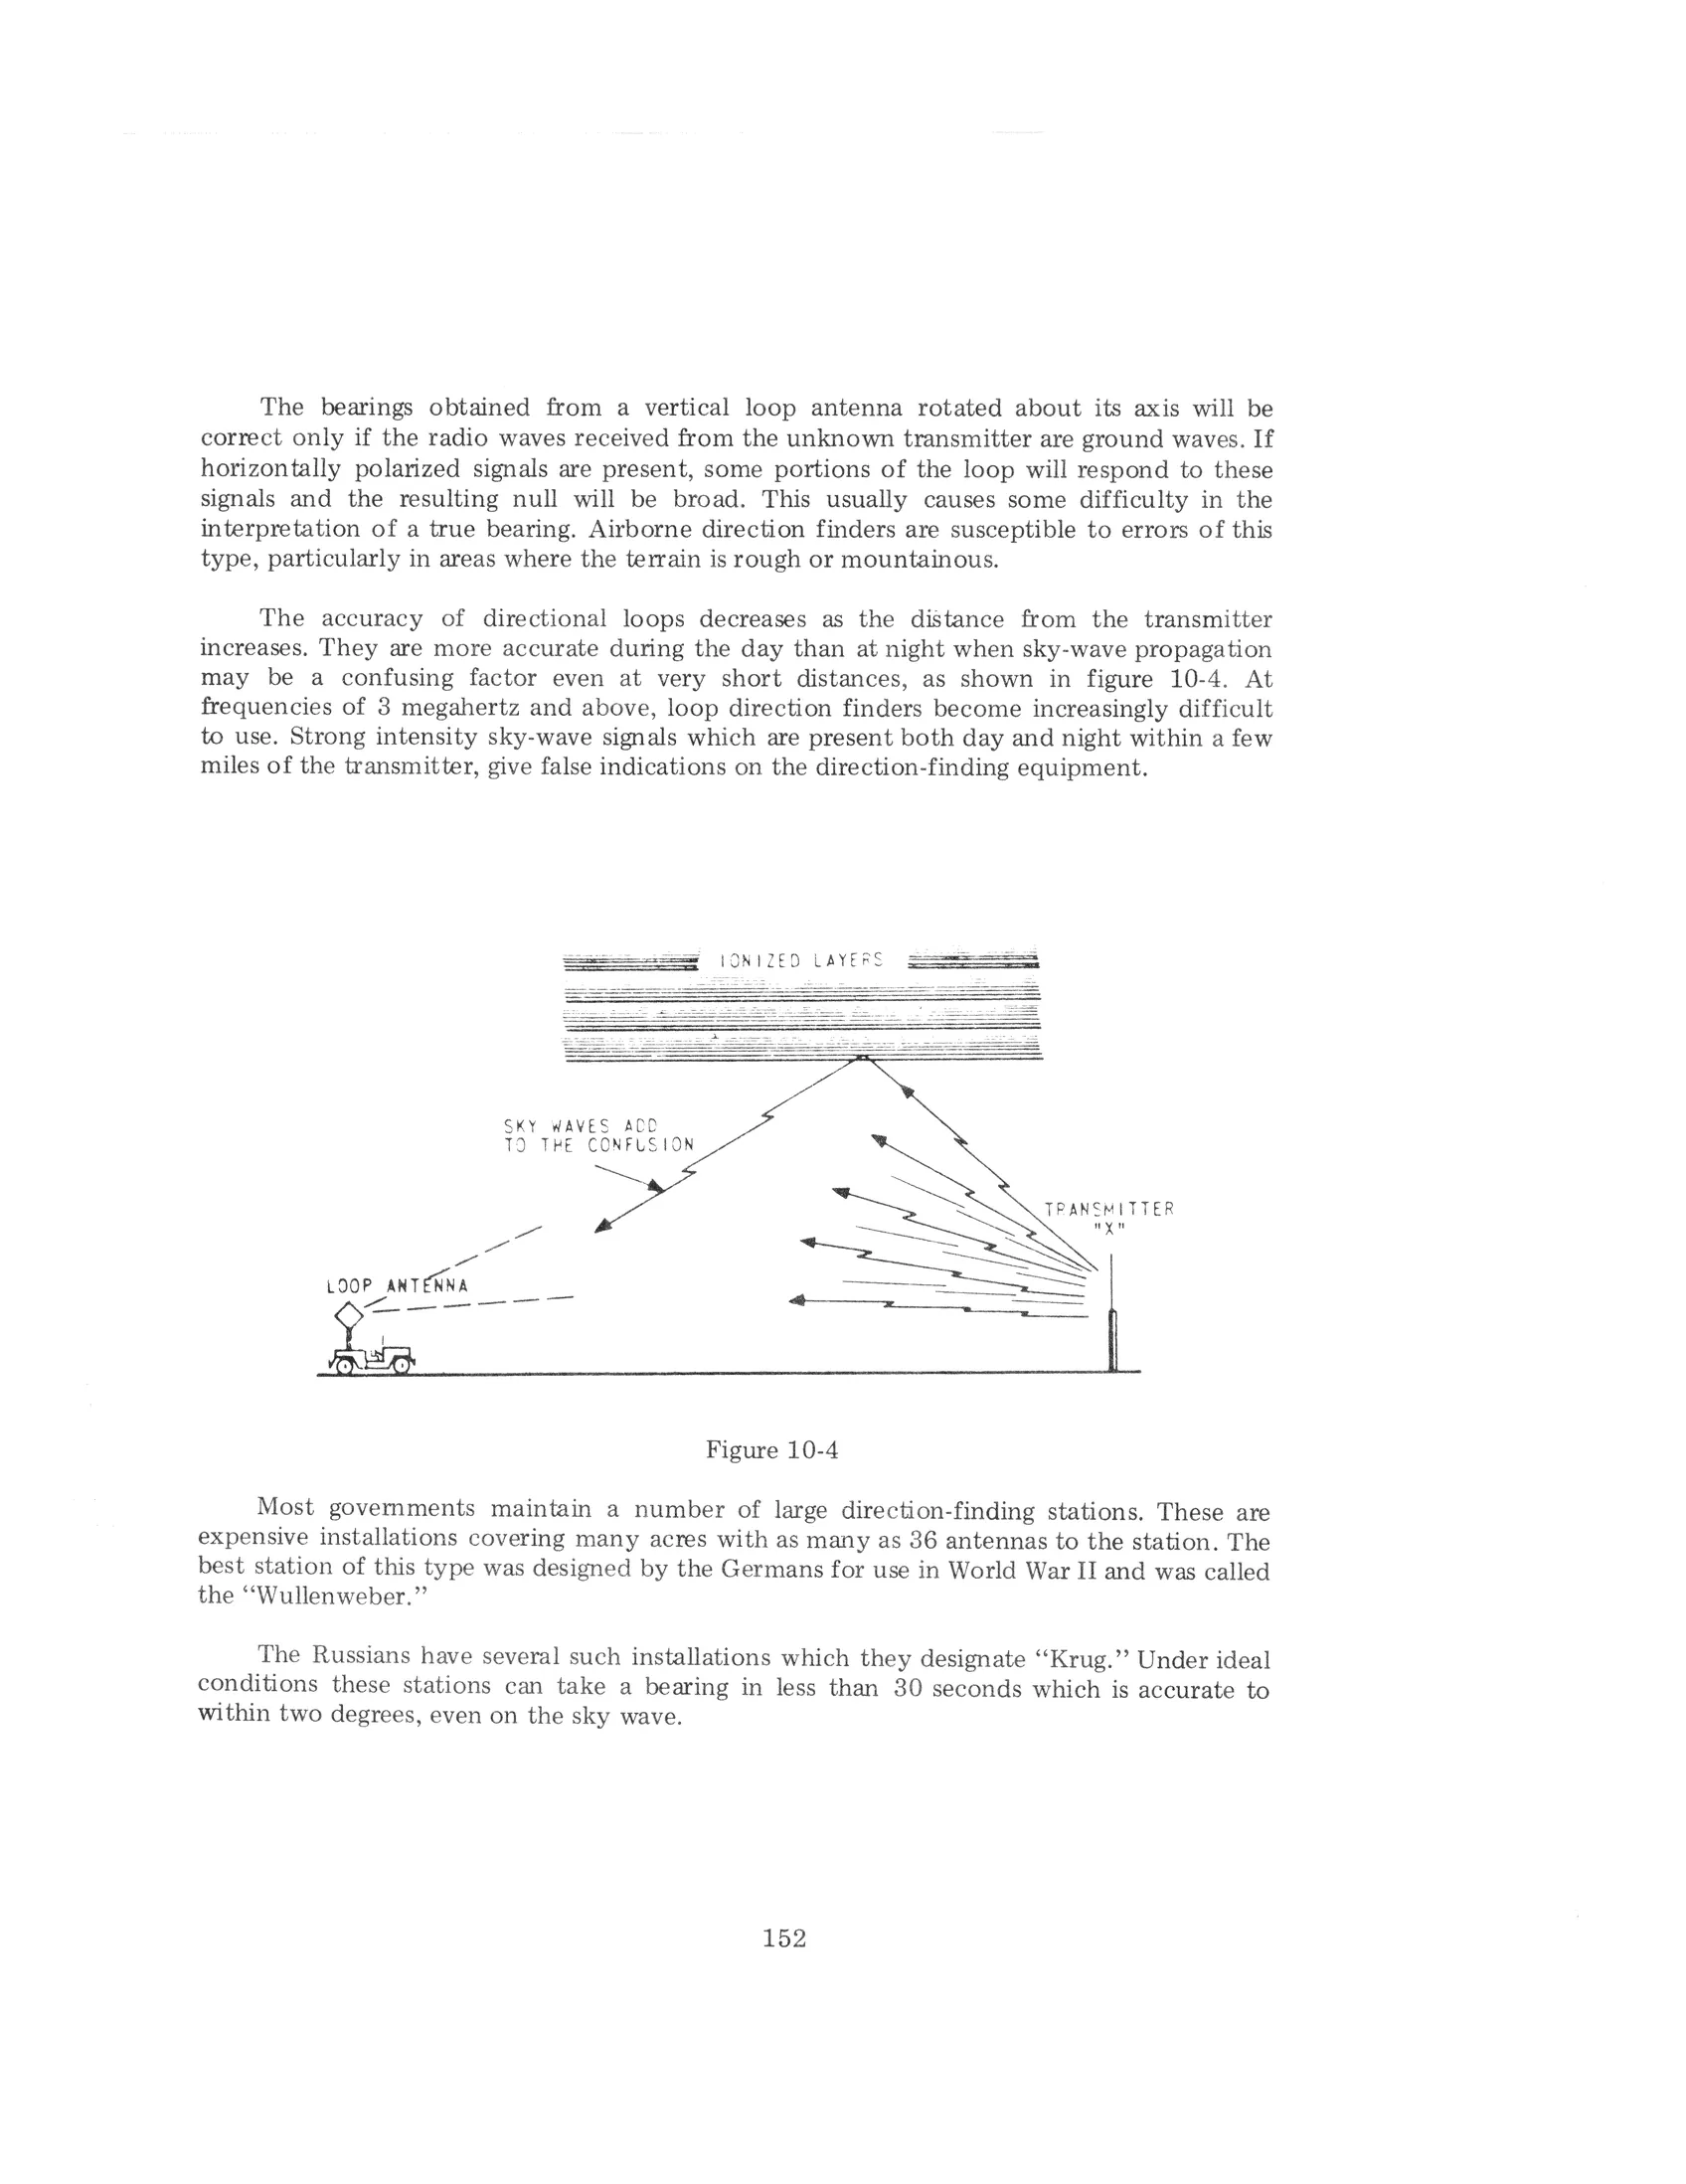 The bearings obtained from a vertical loop antenna rotated about its axis will be
correct only if the radio waves received from the unknown transmitter are ground waves. If
horizontally polarized signals are present, some portions of the loop will respond to these
signals and the resulting null will be broad. This usually causes some difficulty in the
interpretation of a true bearing. Airborne direction finders are susceptible to errors of this
type, particularly in areas where the terrain is rough or mountainous.
The accuracy of directional loops decreases as the distance from the transmitter
increases. They are more accurate during the day than at night when sky-wave propagation
may be a confusing factor even at very short distances, as shown in figure 10-4. At
frequencies of 3 megahertz and above, loop direction finders become increasingly difficult
to use. Strong intensity sky-wave signals which are present both day and night within a few
miles of the transmitter, give false indications on the direction-finding equipment.
IONIZED LAYERS
SKY WAVES ADD
TO THE CONFUSION
TRANSMITTER
"X"
LOOP ANTENNA
Figure 10-4
Most governments maintain a number of large direction-finding stations. These are
expensive installations covering many acres with as many as 36 antennas to the station. The
best station of this type was designed by the Germans for use in World War II and was called
the “Wullenweber.”
The Russians have several such installations which they designate “Krug.” Under ideal
conditions these stations can take a bearing in less than 30 seconds which is accurate to
within two degrees, even on the sky wave.
152